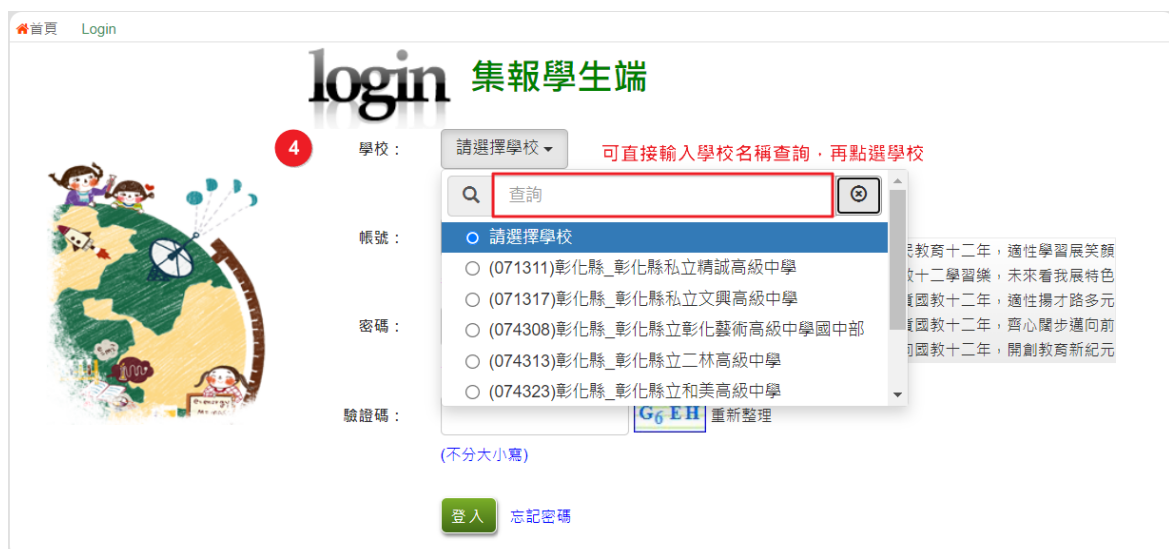 首頁 Login
login 集報學生端
4 學校： 請選擇學校 可直接輸入學校名稱查詢，再點選學校
查詢
帳號： 請選擇學校
民教育十二年，適性學習展笑顏
(071311)彰化縣_彰化縣私立精誠高級中學
十二學習樂，未來看我展特色
(071317)彰化縣_彰化縣私立文興高級中學
國教十二年，適性揚才路多元
密碼： (074308)彰化縣_彰化縣立彰化藝術高級中學國中部
國教十二年，齊心闊步邁向前
(074313)彰化縣_彰化縣立二林高級中學
國教十二年，開創教育新紀元
(074323)彰化縣_彰化縣立和美高級中學
驗證碼： G6EH 重新整理
(不分大小寫)
登入 忘記密碼